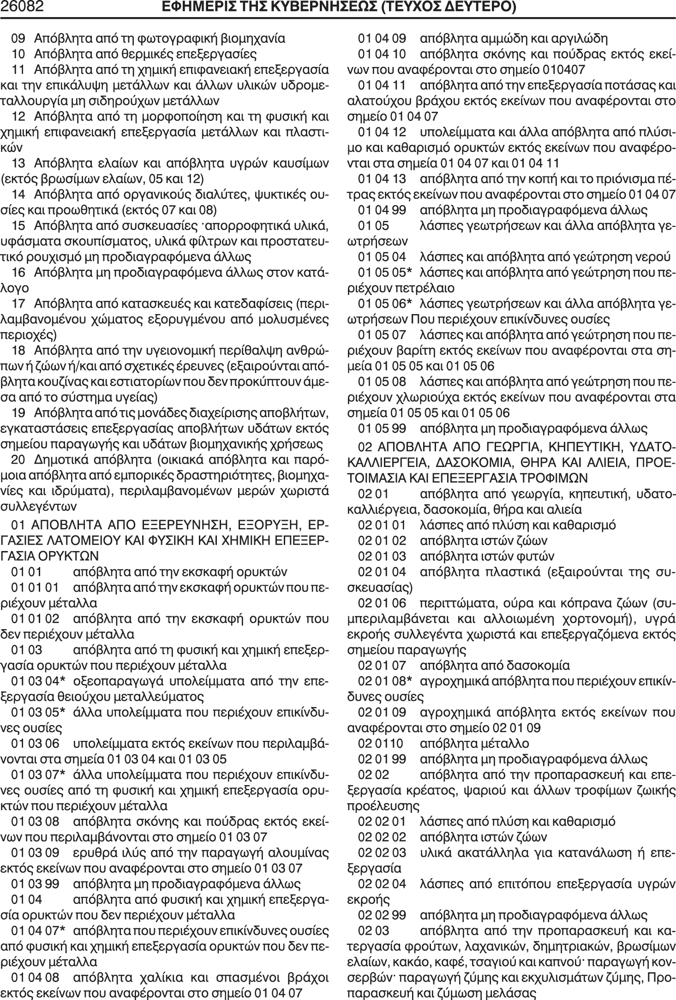 26082
ΕΦΗΜΕΡΙΣ ΤΗΣ ΚΥΒΕΡΝΗΣΕΩΣ (ΤΕΥΧΟΣ ΔΕΥΤΕΡΟ)
09 Απόβλητα από τη φωτογραφική βιομηχανία
10 Απόβλητα από θερμικές επεξεργασίες
11 Απόβλητα από τη χημική επιφανειακή επεξεργασία
και την επικάλυψη μετάλλων και άλλων υλικών υδρομε-
ταλλουργία μη σιδηρούχων μετάλλων
12 Απόβλητα από τη μορφοποίηση και τη φυσική και
χημική επιφανειακή επεξεργασία μετάλλων και πλαστι-
κών
13 Απόβλητα ελαίων και απόβλητα υγρών καυσίμων
(εκτός βρωσίμων ελαίων, 05 και 12)
14 Απόβλητα από οργανικούς διαλύτες, ψυκτικές ου-
σίες και προωθητικά (εκτός 07 και 08)
15 Απόβλητα από συσκευασίες ·απορροφητικά υλικά,
υφάσματα σκουπίσματος, υλικά φίλτρων και προστατευ-
τικό ρουχισμό μη προδιαγραφόμενα άλλως
16 Απόβλητα μη προδιαγραφόμενα άλλως στον κατά-
λογο
17 Απόβλητα από κατασκευές και κατεδαφίσεις (περι-
λαμβανομένου χώματος εξορυγμένου από μολυσμένες
περιοχές)
18 Απόβλητα από την υγειονομική περίθαλψη ανθρώ-
πων ή ζώων ή/και από σχετικές έρευνες (εξαιρούνται από-
βλητα κουζίνας και εστιατορίων που δεν προκύπτουν άμε-
σα από το σύστημα υγείας)
19 Απόβλητα από τις μονάδες διαχείρισης αποβλήτων,
εγκαταστάσεις επεξεργασίας αποβλήτων υδάτων εκτός
σημείου παραγωγής και υδάτων βιομηχανικής χρήσεως
20 Δημοτικά απόβλητα (οικιακά απόβλητα και παρό-
μοια απόβλητα από εμπορικές δραστηριότητες, βιομηχα-
νίες και ιδρύματα), περιλαμβανομένων μερών χωριστά
συλλεγέντων
01 ΑΠΟΒΛΗΤΑ ΑΠΟ ΕΞΕΡΕΥΝΗΣΗ, ΕΞΟΡΥΞΗ, ΕΡ-
ΓΑΣΙΕΣ ΛΑΤΟΜΕΙΟΥ ΚΑΙ ΦΥΣΙΚΗ ΚΑΙ ΧΗΜΙΚΗ ΕΠΕΞΕΡ-
ΓΑΣΙΑ ΟΡΥΚΤΩΝ
01 01 απόβλητα από την εκσκαφή ορυκτών
01 01 01 απόβλητα από την εκσκαφή ορυκτών που πε-
ριέχουν μέταλλα
01 01 02 απόβλητα από την εκσκαφή ορυκτών που
δεν περιέχουν μέταλλα
01 03 απόβλητα από τη φυσική και χημική επεξερ-
γασία ορυκτών που περιέχουν μέταλλα
01 03 04* οξεοπαραγωγά υπολείμματα από την επε-
ξεργασία θειούχου μεταλλεύματος
01 03 05* άλλα υπολείμματα που περιέχουν επικίνδυ-
νες ουσίες
01 03 06 υπολείμματα εκτός εκείνων που περιλαμβά-
νονται στα σημεία 01 03 04 και 01 03 05
01 03 07* άλλα υπολείμματα που περιέχουν επικίνδυ-
νες ουσίες από τη φυσική και χημική επεξεργασία ορυ-
κτών που περιέχουν μέταλλα
01 03 08 απόβλητα σκόνης και πούδρας εκτός εκεί-
νων που περιλαμβάνονται στο σημείο 01 03 07
01 03 09 ερυθρά ιλύς από την παραγωγή αλουμίνας
εκτός εκείνων που αναφέρονται στο σημείο 01 03 07
01 03 99 απόβλητα μη προδιαγραφόμενα άλλως
01 04 απόβλητα από φυσική και χημική επεξεργα-
σία ορυκτών που δεν περιέχουν μέταλλα
01 04 07* απόβλητα που περιέχουν επικίνδυνες ουσίες
από φυσική και χημική επεξεργασία ορυκτών που δεν πε-
ριέχουν μέταλλα
01 04 08 απόβλητα χαλίκια και σπασμένοι βράχοι
εκτός εκείνων που αναφέρονται στο σημείο 01 04 07
01 04 09 απόβλητα αμμώδη και αργιλώδη
01 04 10 απόβλητα σκόνης και πούδρας εκτός εκεί-
νων που αναφέρονται στο σημείο 010407
01 04 11 απόβλητα από την επεξεργασία ποτάσας και
αλατούχου βράχου εκτός εκείνων που αναφέρονται στο
σημείο 01 04 07
01 04 12 υπολείμματα και άλλα απόβλητα από πλύσι-
μο και καθαρισμό ορυκτών εκτός εκείνων που αναφέρο-
νται στα σημεία 01 04 07 και 01 04 11
01 04 13 απόβλητα από την κοπή και το πριόνισμα πέ-
τρας εκτός εκείνων που αναφέρονται στο σημείο 01 04 07
01 04 99 απόβλητα μη προδιαγραφόμενα άλλως
01 05 λάσπες γεωτρήσεων και άλλα απόβλητα γε-
ωτρήσεων
01 05 04 λάσπες και απόβλητα από γεώτρηση νερού
01 05 05* λάσπες και απόβλητα από γεώτρηση που πε-
ριέχουν πετρέλαιο
01 05 06* λάσπες γεωτρήσεων και άλλα απόβλητα γε-
ωτρήσεων Που περιέχουν επικίνδυνες ουσίες
01 05 07 λάσπες και απόβλητα από γεώτρηση που πε-
ριέχουν βαρίτη εκτός εκείνων που αναφέρονται στα ση-
μεία 01 05 05 και 01 05 06
01 05 08 λάσπες και απόβλητα από γεώτρηση που πε-
ριέχουν χλωριούχα εκτός εκείνων που αναφέρονται στα
σημεία 01 05 05 και 01 05 06
01 05 99 απόβλητα μη προδιαγραφόμενα άλλως
02 ΑΠΟΒΛΗΤΑ ΑΠΟ ΓΕΩΡΓΙΑ, ΚΗΠΕΥΤΙΚΗ, ΥΔΑΤΟ-
ΚΑΛΛΙΕΡΓΕΙΑ, ΔΑΣΟΚΟΜΙΑ, ΘΗΡΑ ΚΑΙ ΑΛΙΕΙΑ, ΠΡΟΕ-
ΤΟΙΜΑΣΙΑ ΚΑΙ ΕΠΕΞΕΡΓΑΣΙΑ ΤΡΟΦΙΜΩΝ
02 01 απόβλητα από γεωργία, κηπευτική, υδατο-
καλλιέργεια, δασοκομία, θήρα και αλιεία
02 01 01 λάσπες από πλύση και καθαρισμό
02 01 02 απόβλητα ιστών ζώων
02 01 03 απόβλητα ιστών φυτών
02 01 04 απόβλητα πλαστικά (εξαιρούνται της συ-
σκευασίας)
02 01 06 περιττώματα, ούρα και κόπρανα ζώων (συ-
μπεριλαμβάνεται και αλλοιωμένη χορτονομή), υγρά
εκροής συλλεγέντα χωριστά και επεξεργαζόμενα εκτός
σημείου παραγωγής
02 01 07 απόβλητα από δασοκομία
02 01 08* αγροχημικά απόβλητα που περιέχουν επικίν-
δυνες ουσίες
02 01 09 αγροχημικά απόβλητα εκτός εκείνων που
αναφέρονται στο σημείο 02 01 09
02 0110 απόβλητα μέταλλο
02 01 99 απόβλητα μη προδιαγραφόμενα άλλως
02 02 απόβλητα από την προπαρασκευή και επε-
ξεργασία κρέατος, ψαριού και άλλων τροφίμων ζωικής
προέλευσης
02 02 01 λάσπες από πλύση και καθαρισμό
02 02 02 απόβλητα ιστών ζώων
02 02 03 υλικά ακατάλληλα για κατανάλωση ή επε-
ξεργασία
02 02 04 λάσπες από επιτόπου επεξεργασία υγρών
εκροής
02 02 99 απόβλητα μη προδιαγραφόμενα άλλως
02 03 απόβλητα από την προπαρασκευή και κα-
τεργασία φρούτων, λαχανικών, δημητριακών, βρωσίμων
ελαίων, κακάο, καφέ, τσαγιού και καπνού· παραγωγή κον-
σερβών· παραγωγή ζύμης και εκχυλισμάτων ζύμης, Προ-
παρασκευή και ζύμωση μελάσας